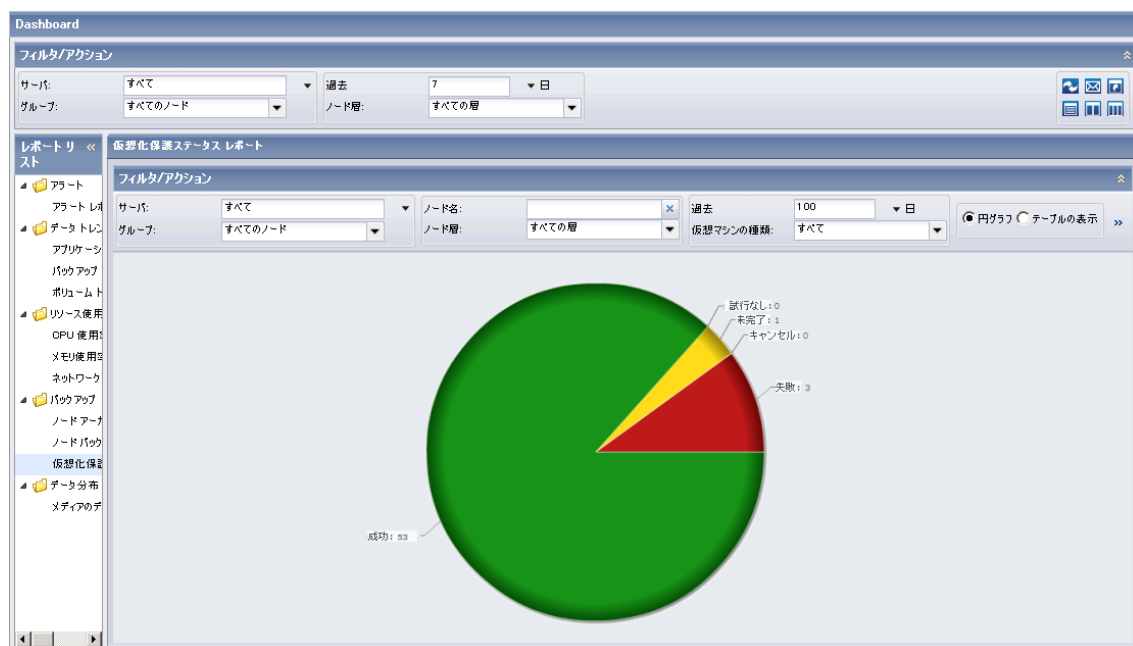 Dashboard
フィルタ/アクション
サーバ: すべて 過去 7 日
グループ: すべてのノード ノード層: すべての層
レポート リスト
アラート
アラート レポ
データ トレン
アプリケーシ
バックアップ
ボリューム ト
リソース使用
CPU 使用
メモリ使用
ネットワーク
バックアップ
ノード アーカ
ノード バック
仮想化保護
データ分布
メディアのデ
仮想化保護ステータス レポート
フィルタ/アクション
サーバ: すべて ノード名: 過去 100 日 円グラフ テーブルの表示
グループ: すべてのノード ノード層: すべての層 仮想マシンの種類: すべて
試行なし: 0
未完了: 1
キャンセル: 0
失敗: 3
成功: 53